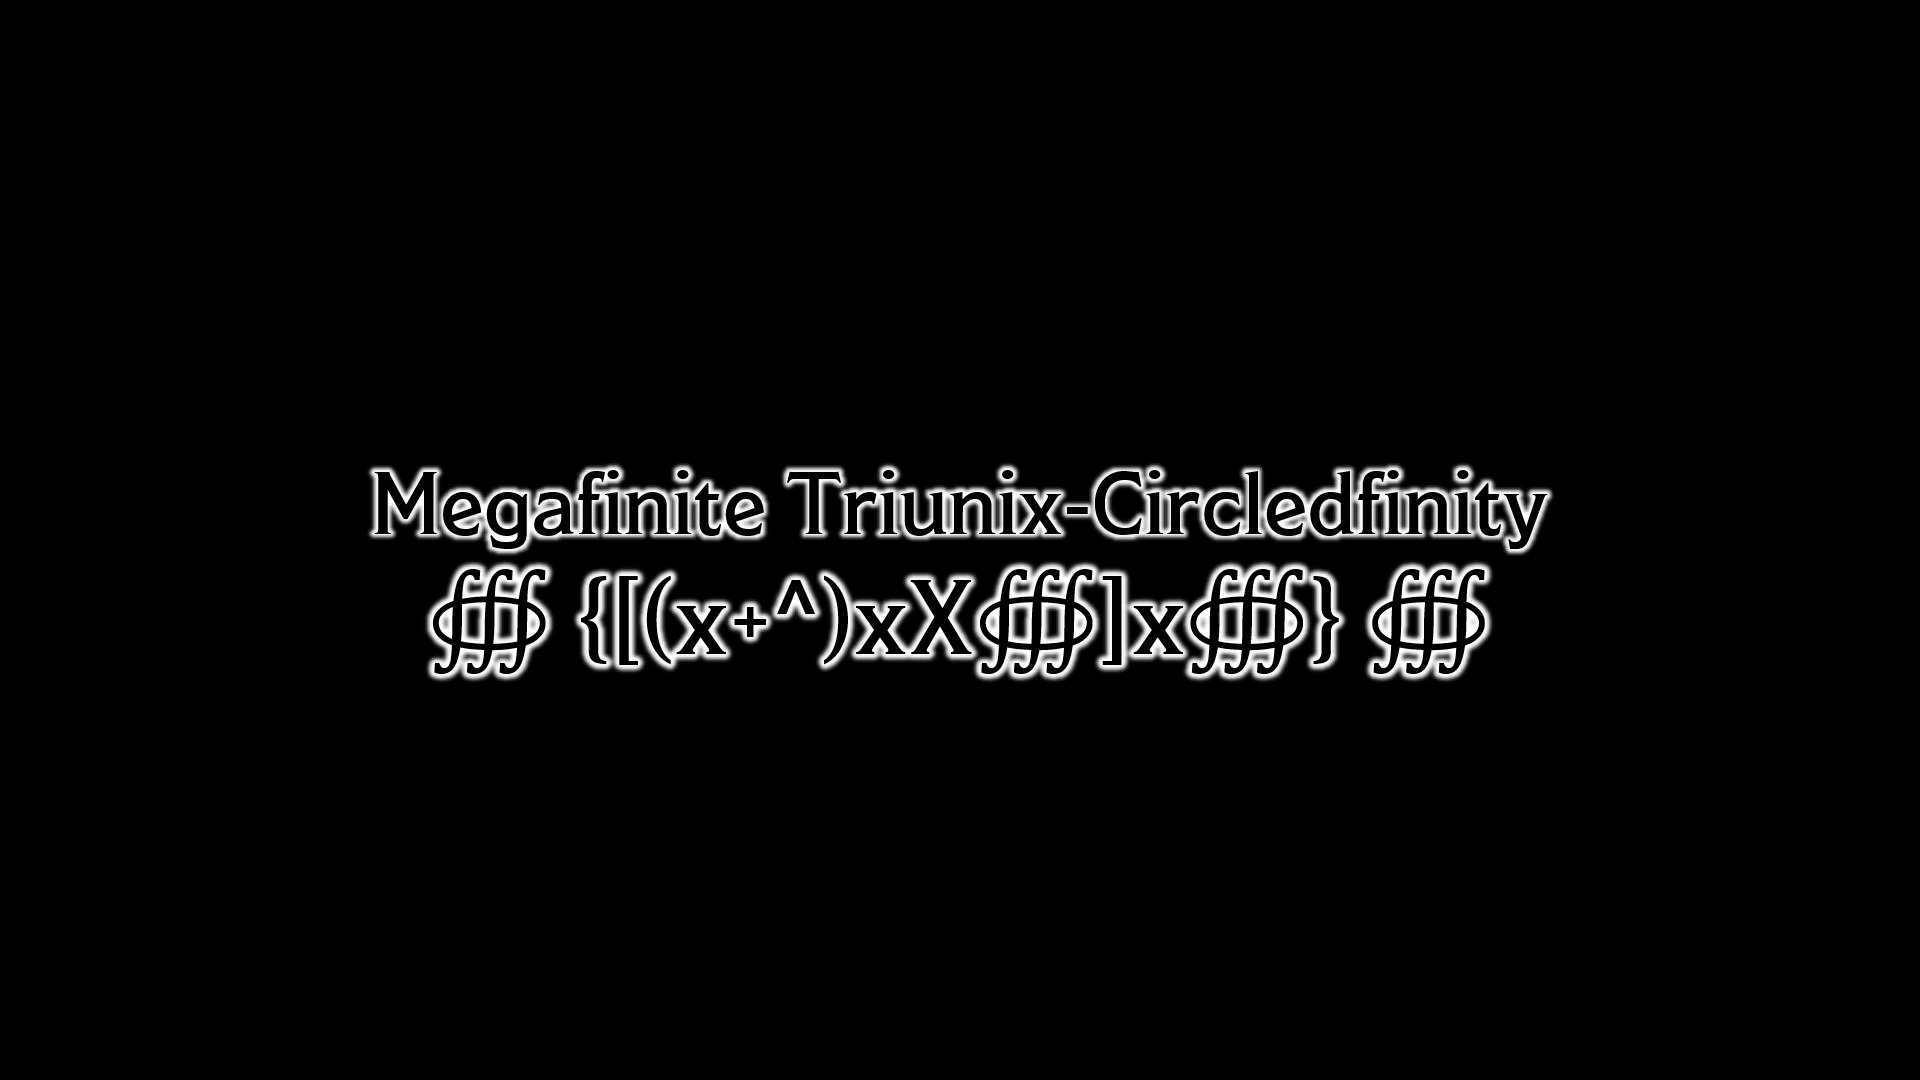 Megafinite Triunix-Circledfinity
∰ {[(x+^)xX∰]x∰} ∰